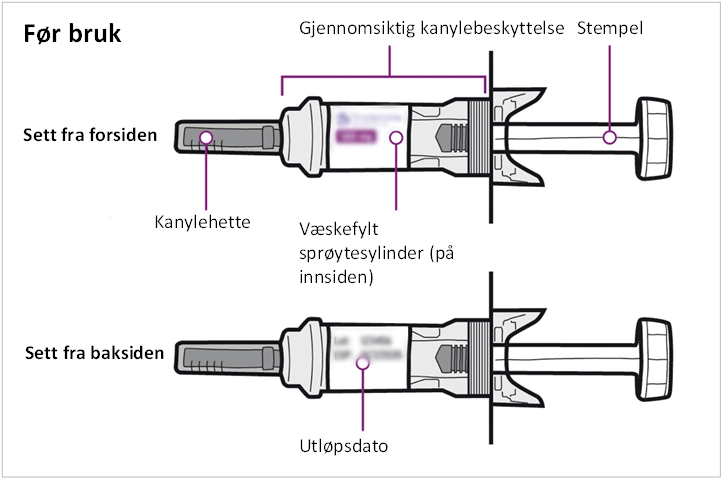 Før bruk
Gjennomsiktig kanylebeskyttelse
Stempel
Sett fra forsiden
Kanylehette
Væskefylt
sprøytesylinder (på
innsiden)
Sett fra baksiden
Utløpsdato